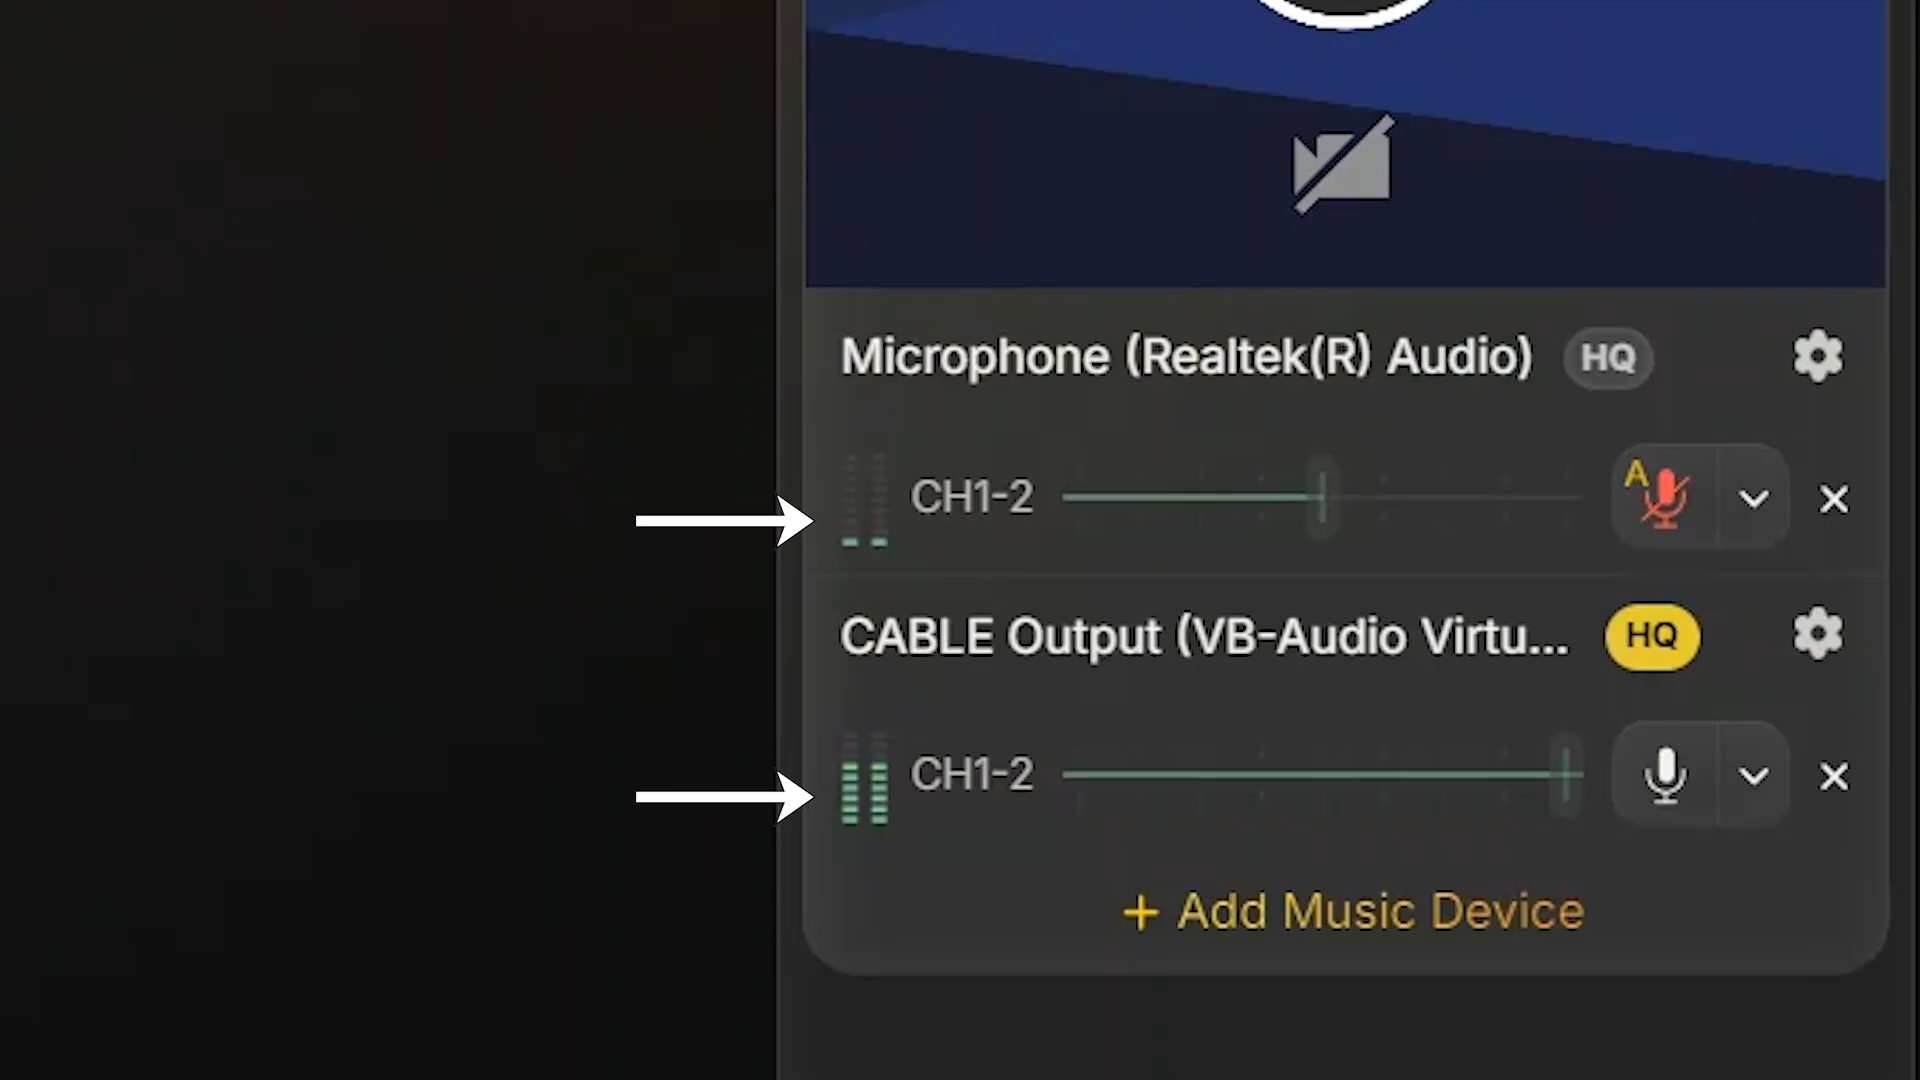 Microphone (Realtek(R) Audio) HQ
CH1-2 A
CABLE Output (VB-Audio Virtu... HQ
CH1-2
+ Add Music Device